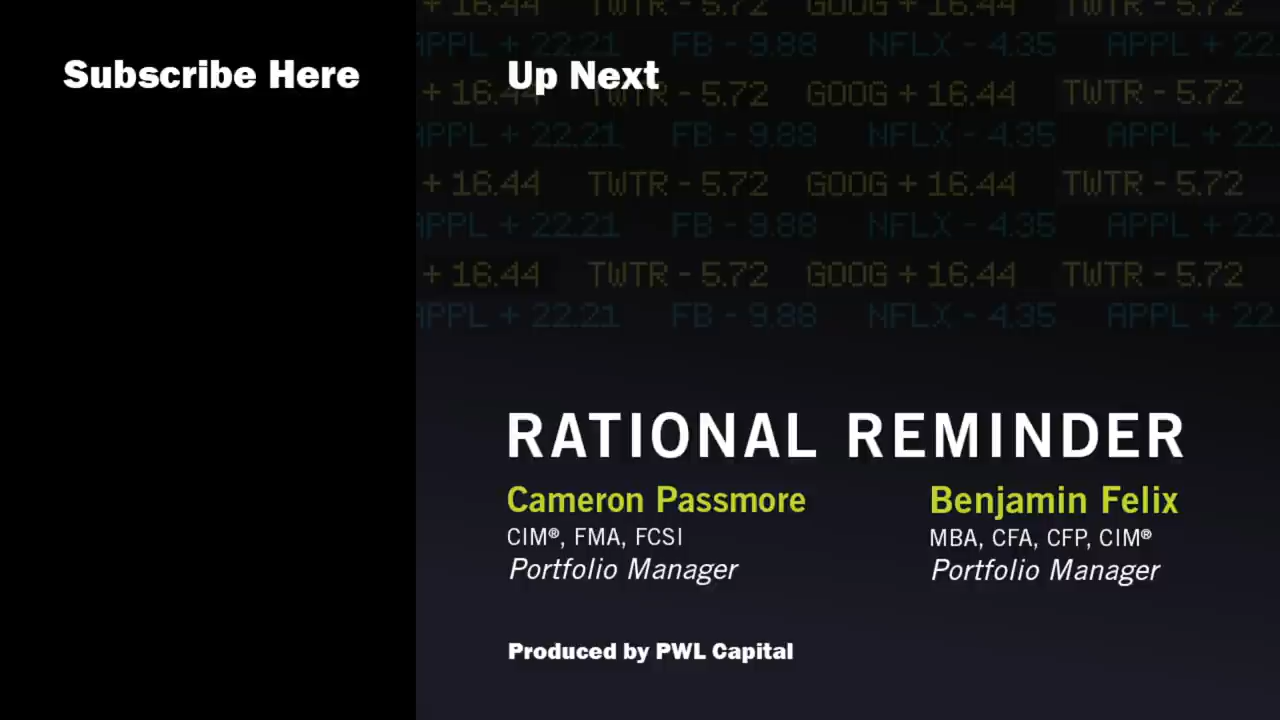 + 16.44 TWTR - 5.72 GOOG + 16.44 TWTR - 5.72
APPL + 22.21 FB - 9.88 NFLX - 4.35 APPL + 22
Subscribe Here
Up Next
+ 16.44 TWTR - 5.72 GOOG + 16.44 TWTR - 5.72
APPL + 22.21 FB - 9.88 NFLX - 4.35 APPL + 22
+ 16.44 TWTR - 5.72 GOOG + 16.44 TWTR - 5.72
APPL + 22.21 FB - 9.88 NFLX - 4.35 APPL + 22
+ 16.44 TWTR - 5.72 GOOG + 16.44 TWTR - 5.72
APPL + 22.21 FB - 9.88 NFLX - 4.35 APPL + 22
RATIONAL REMINDER
Cameron Passmore
CIM®, FMA, FCSI
Portfolio Manager
Benjamin Felix
MBA, CFA, CFP, CIM®
Portfolio Manager
Produced by PWL Capital